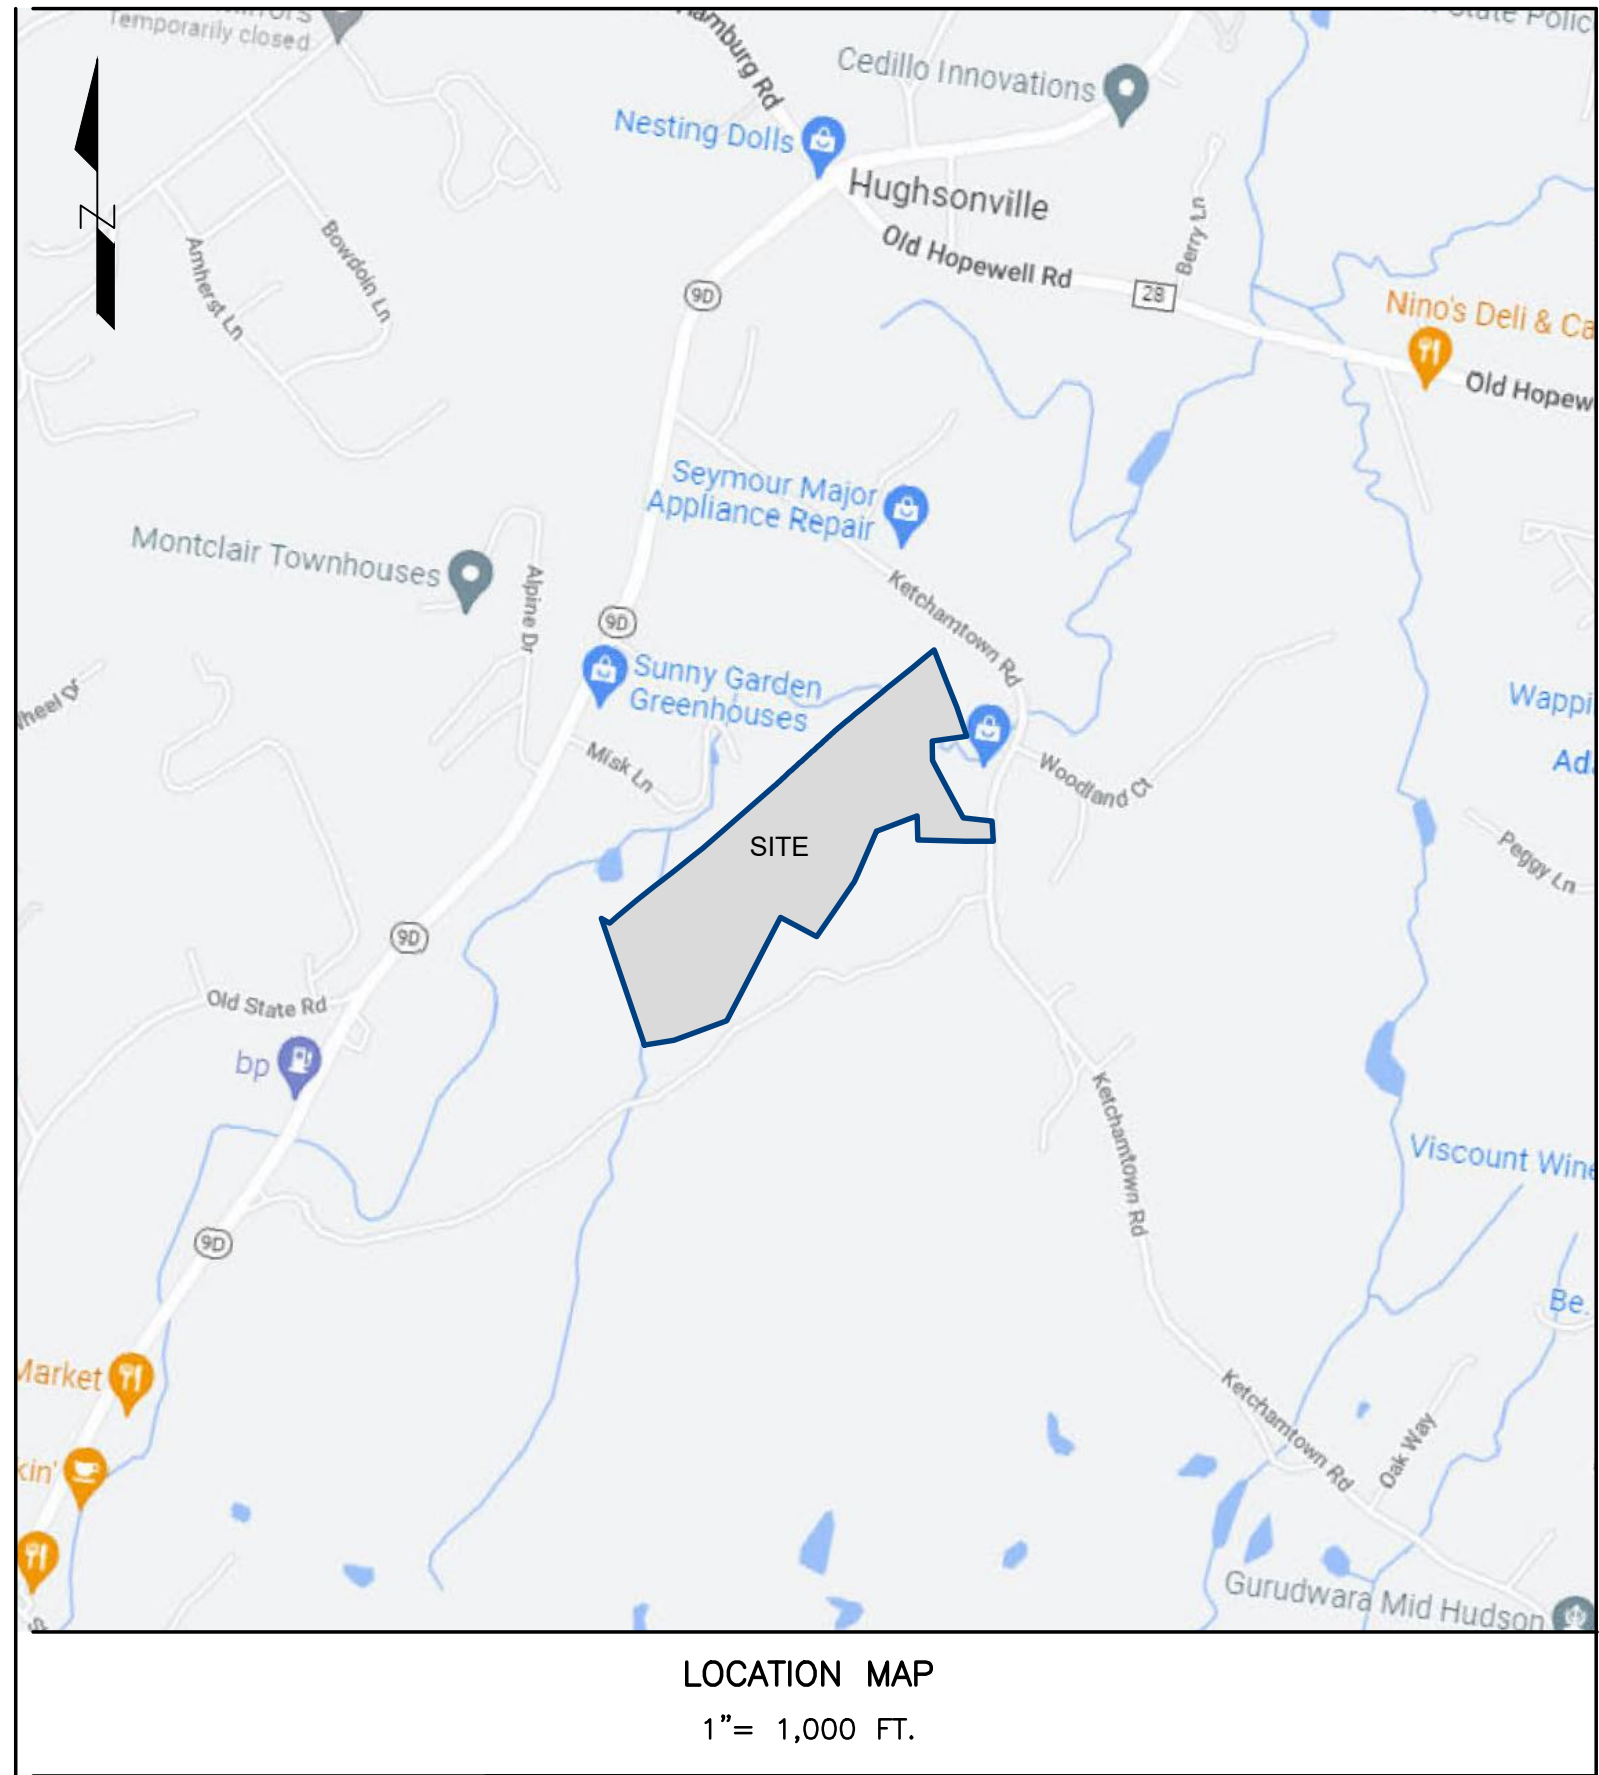 Temporarily closed
Hamburg Rd
Cedillo Innovations
Nesting Dolls
Hughsonville
Old Hopewell Rd
Berry Ln
28
Amherst Ln
Bowdoin Ln
9D
Nino's Deli & Ca
Old Hopew
Seymour Major
Appliance Repair
Montclair Townhouses
Alpine Dr
Ketchamtown Rd
9D
Sunny Garden
Greenhouses
Wheel Dr
Misk Ln
Woodland Ct
Wappi
Ad
SITE
Peggy Ln
9D
Old State Rd
bp
Ketchamtown Rd
Viscount Wine
9D
Be.
Market
Ketchamtown Rd
Oak Way
kin'
Gurudwara Mid Hudson
N
LOCATION MAP
1"= 1,000 FT.